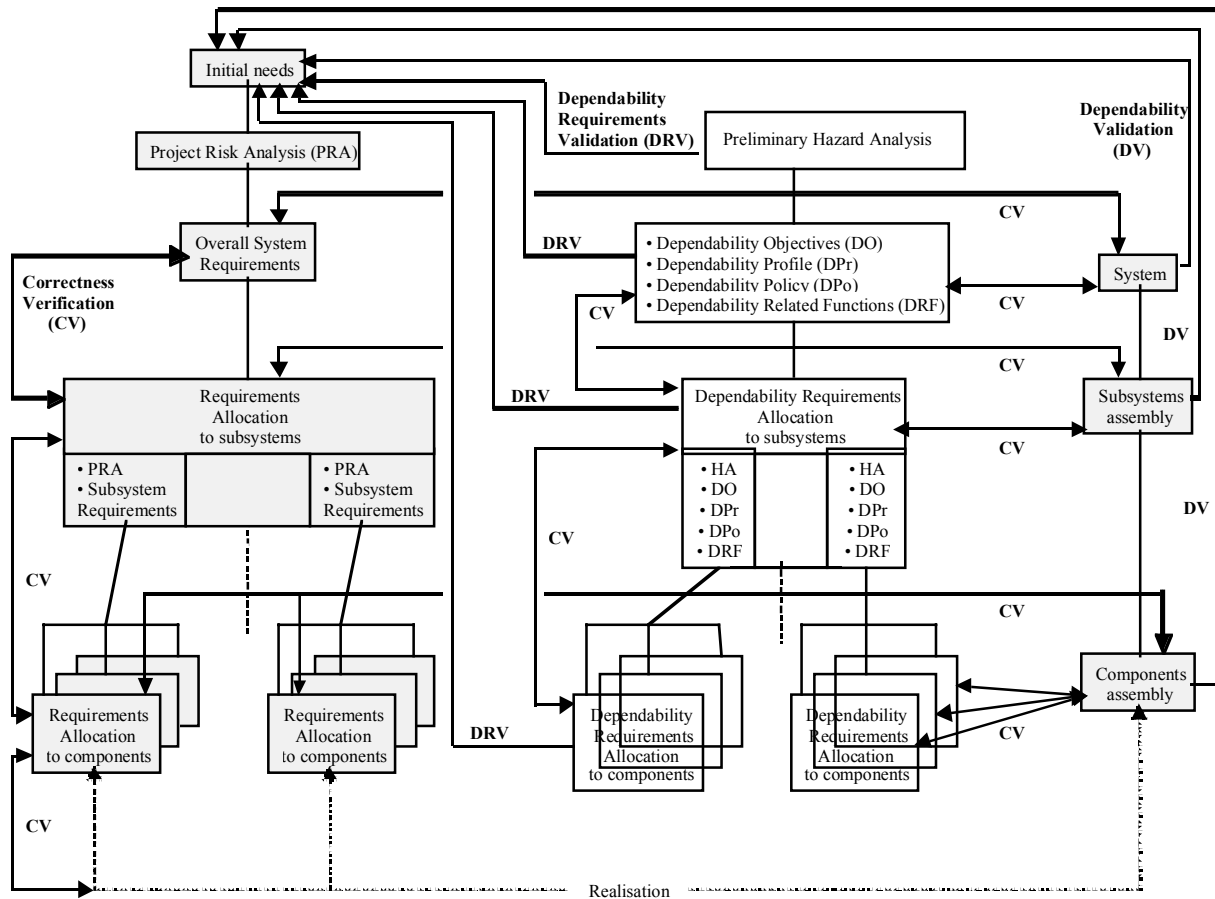 Initial needs
Dependability
Requirements
Validation (DRV)
Dependability
Validation
(DV)
Project Risk Analysis (PRA)
Preliminary Hazard Analysis
CV
Overall System
Requirements
DRV
• Dependability Objectives (DO)
• Dependability Profile (DPr)
• Dependability Policy (DPo)
• Dependability Related Functions (DRF)
System
Correctness
Verification
(CV)
CV
CV
DV
CV
Requirements
Allocation
to subsystems
DRV
Dependability Requirements
Allocation
to subsystems
Subsystems
assembly
CV
• PRA
• Subsystem
Requirements
• PRA
• Subsystem
Requirements
• HA
• DO
• DPr
• DPo
• DRF
• HA
• DO
• DPr
• DPo
• DRF
DV
CV
CV
CV
Components
assembly
Requirements
Allocation
to components
Requirements
Allocation
to components
DRV
Dependability
Requirements
Allocation
to components
Dependability
Requirements
Allocation
to components
CV
CV
Realisation